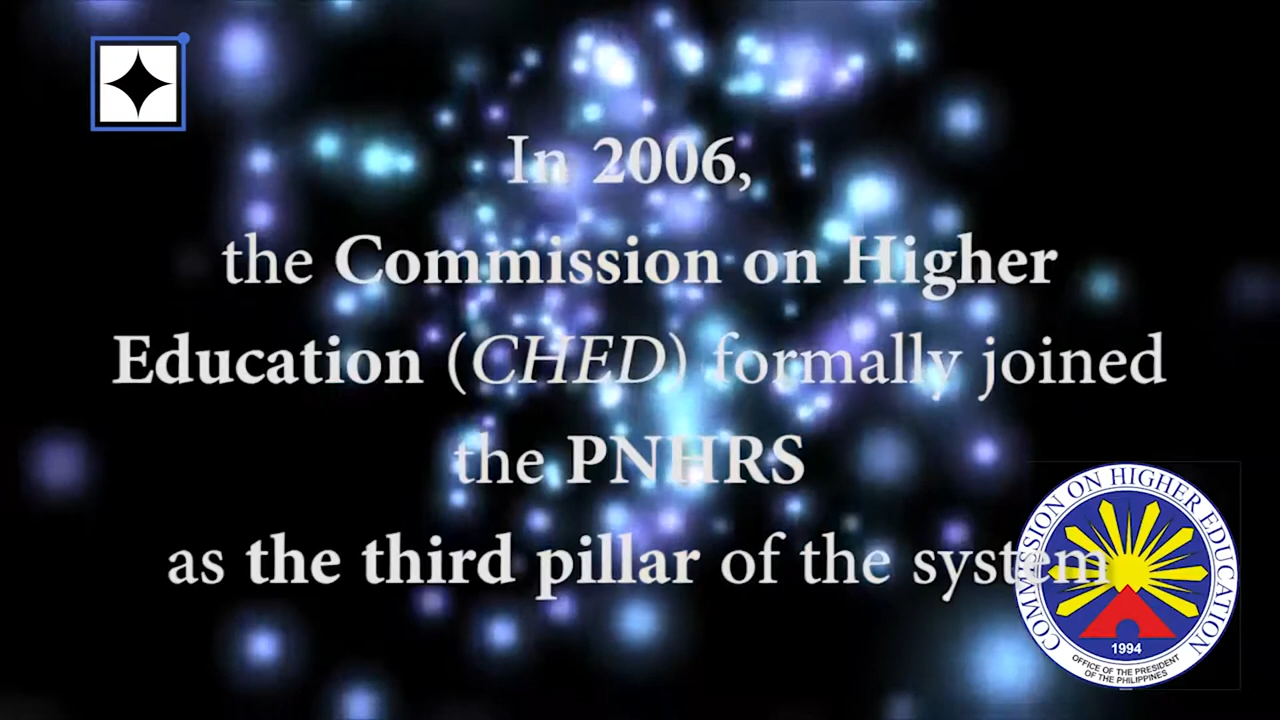 In 2006,
the Commission on Higher
Education (CHED) formally joined
the PNHRS
as the third pillar of the system
COMMISSION ON HIGHER EDUCATION
1994
OFFICE OF THE PRESIDENT
OF THE PHILIPPINES